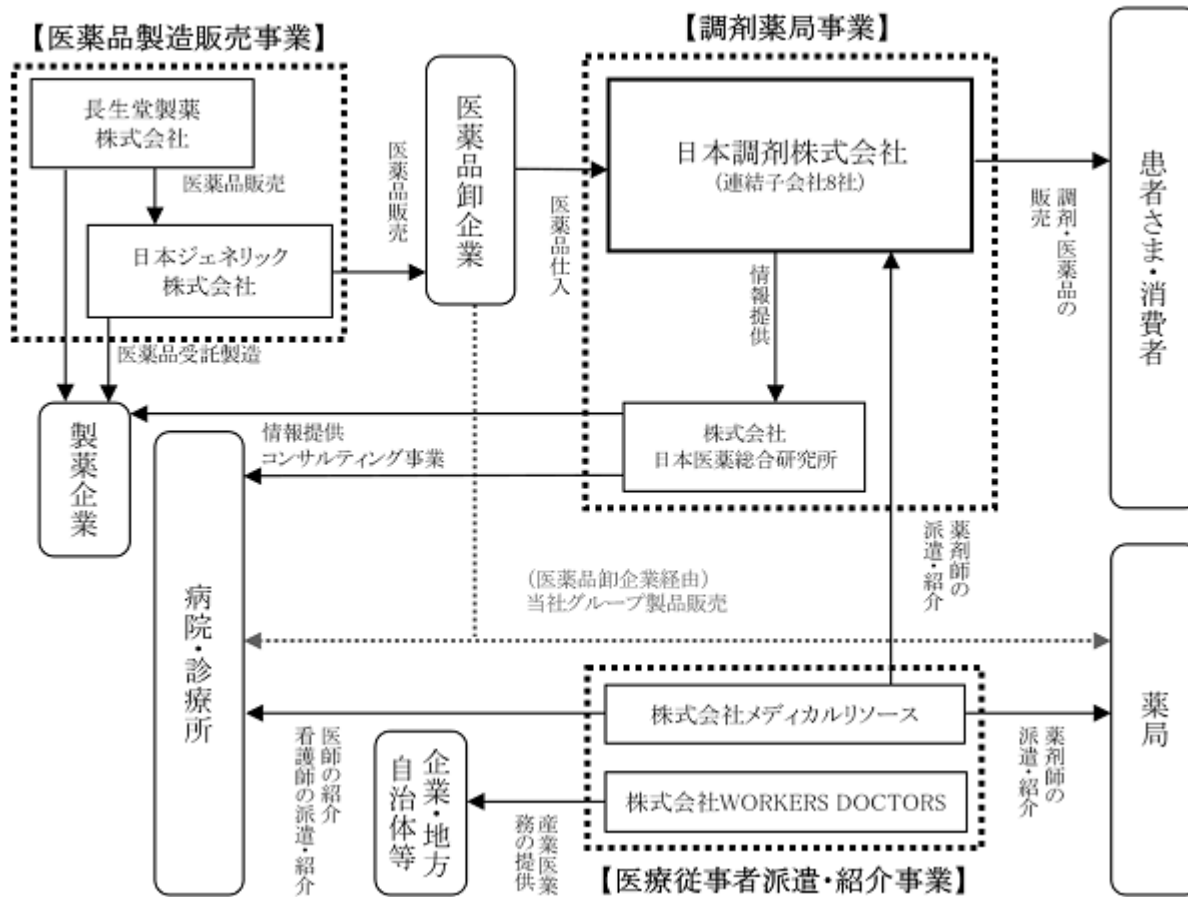 【医薬品製造販売事業】
長生堂製薬
株式会社
医薬品販売
日本ジェネリック
株式会社
医薬品受託製造
医薬品販売
医薬品卸企業
医薬品仕入
【調剤薬局事業】
日本調剤株式会社
(連結子会社8社)
情報提供
株式会社
日本医薬総合研究所
調剤・医薬品の
販売
患者さま・消費者
製薬企業
情報提供
コンサルティング事業
病院・診療所
(医薬品卸企業経由)
当社グループ製品販売
薬剤師の
派遣・紹介
株式会社メディカルリソース
株式会社WORKERS DOCTORS
【医療従事者派遣・紹介事業】
医師の紹介
看護師の派遣・紹介
企業・地方
自治体等
産業医業
務の提供
薬剤師の
派遣・紹介
薬局